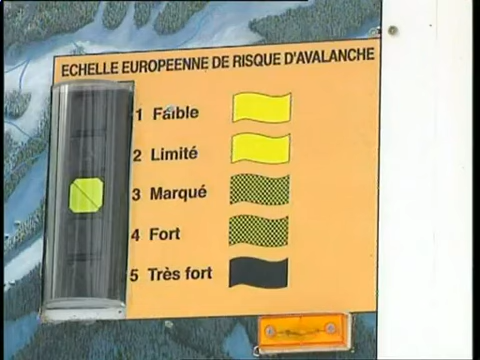 ECHELLE EUROPEENNE DE RISQUE D'AVALANCHE
1 Faible
2 Limité
3 Marqué
4 Fort
5 Très fort